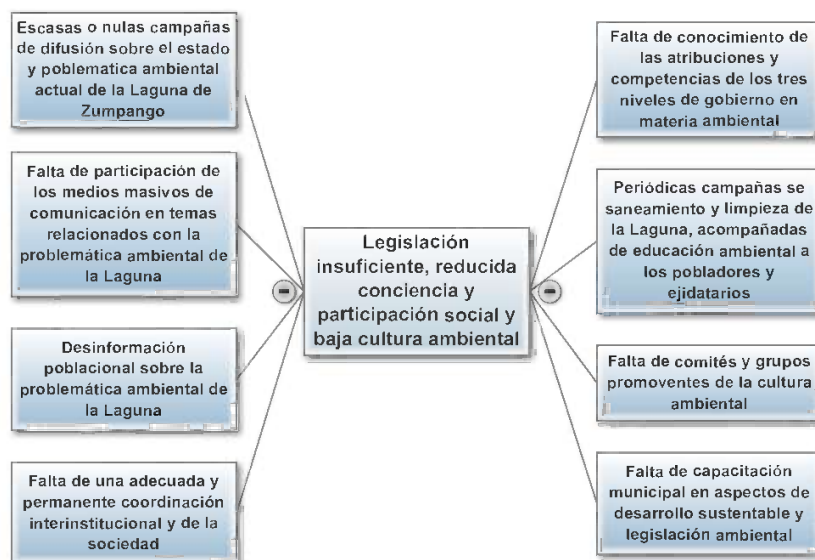 Escasas o nulas campañas
de difusión sobre el estado
y poblematica ambiental
actual de la Laguna de
Zumpango
Falta de participación de
los medios masivos de
comunicación en temas
relacionados con la
problemática ambiental de
la Laguna
Desinformación
poblacional sobre la
problemática ambiental de
la Laguna
Falta de una adecuada y
permanente coordinación
interinstitucional y de la
sociedad
Legislación
insuficiente, reducida
conciencia y
participación social y
baja cultura ambiental
Falta de conocimiento de
las atribuciones y
competencias de los tres
niveles de gobierno en
materia ambiental
Periódicas campañas se
saneamiento y limpieza de
la Laguna, acompañadas
de educación ambiental a
los pobladores y
ejidatarios
Falta de comités y grupos
promoventes de la cultura
ambiental
Falta de capacitación
municipal en aspectos de
desarrollo sustentable y
legislación ambiental